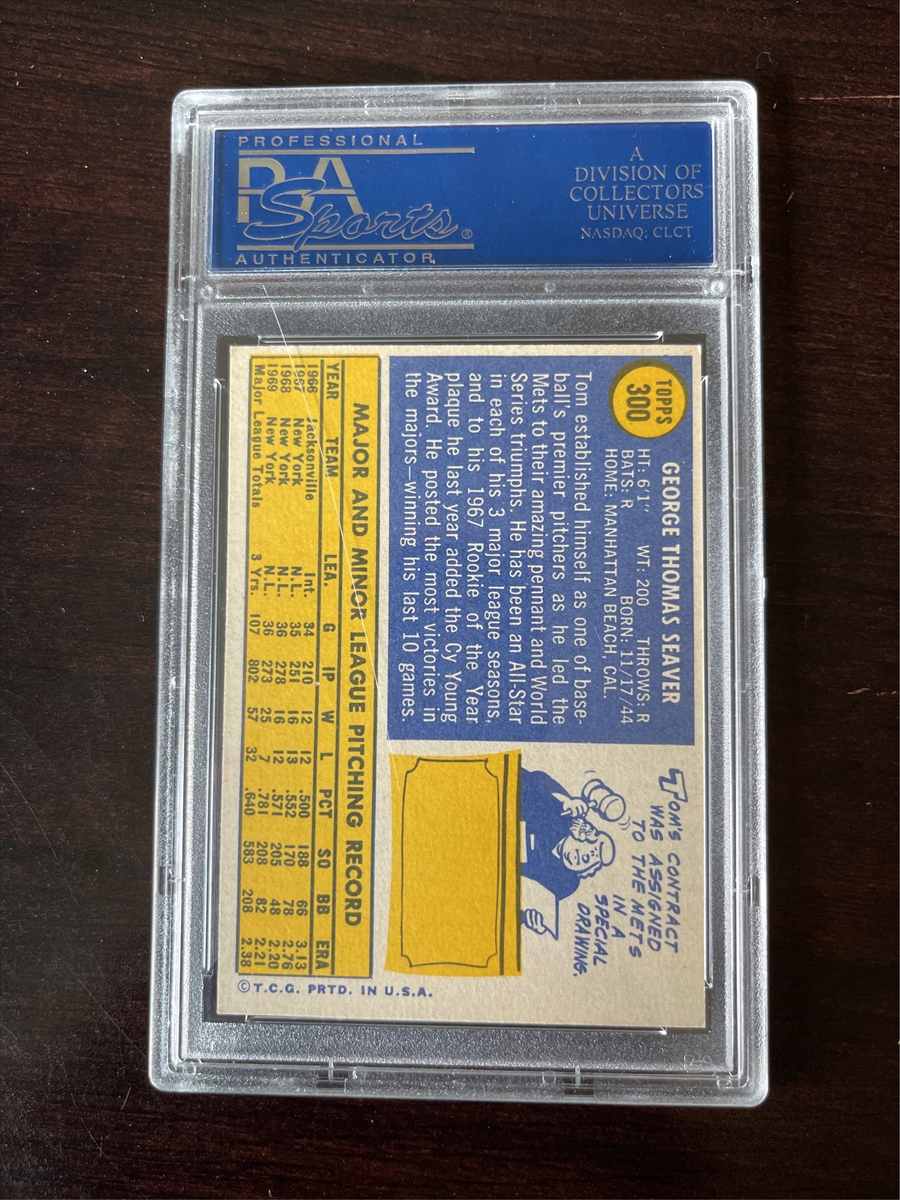 PROFESSIONAL
PSA
Sports®
AUTHENTICATOR
A
DIVISION OF
COLLECTORS
UNIVERSE
NASDAQ: CLCT
TOPPS
300
GEORGE THOMAS SEAVER
HT: 6'1" WT: 200 THROWS: R
BATS: R BORN: 11/17/44
HOME: MANHATTAN BEACH, CAL.
Tom established himself as one of base-
ball's premier pitchers as he led the
Mets to their amazing pennant and World
Series triumphs. He has been an All-Star
in each of his 3 major league seasons,
and to his 1967 Rookie of the Year
plaque he last year added the Cy Young
Award. He posted the most victories in
the majors—winning his last 10 games.
TOM'S CONTRACT
WAS ASSIGNED
TO THE METS
IN A
SPECIAL
DRAWING.
MAJOR AND MINOR LEAGUE PITCHING RECORD
YEAR TEAM LEA. G IP W L PCT SO BB ERA
1966 Jacksonville Int. 34 210 12 12 .500 188 66 3.13
1967 New York N.L. 35 251 16 13 .552 170 78 2.76
1968 New York N.L. 36 278 16 12 .571 205 48 2.20
1969 New York N.L. 36 273 25 7 .781 208 82 2.21
Major League Totals 3 Yrs. 107 802 57 32 .640 583 208 2.38
© T.C.G. PRTD. IN U.S.A.